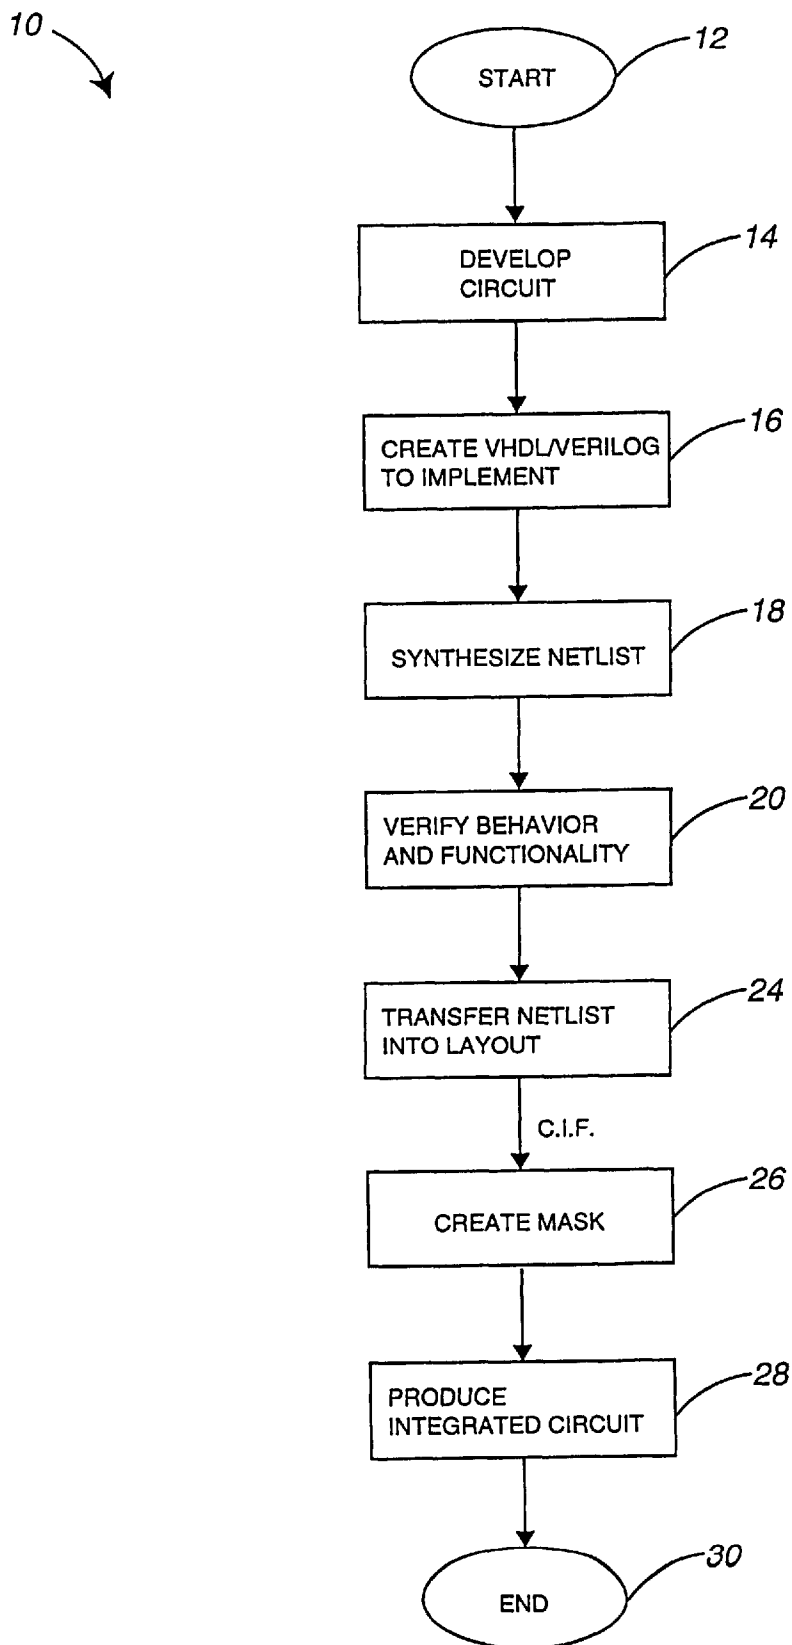 10
START
12
DEVELOP
CIRCUIT
14
CREATE VHDL/VERILOG
TO IMPLEMENT
16
SYNTHESIZE NETLIST
18
VERIFY BEHAVIOR
AND FUNCTIONALITY
20
TRANSFER NETLIST
INTO LAYOUT
24
C.I.F.
CREATE MASK
26
PRODUCE
INTEGRATED CIRCUIT
28
END
30